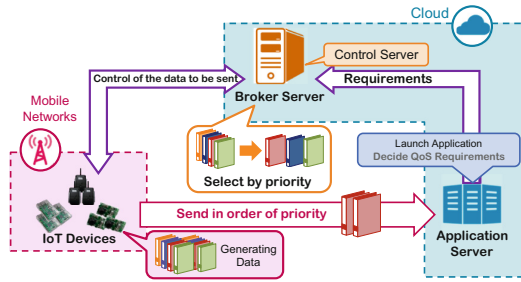 Cloud
Control Server
Control of the data to be sent
Requirements
Broker Server
Mobile
Networks
Launch Application
Decide QoS Requirements
Select by priority
Send in order of priority
IoT Devices
Generating
Data
Application
Server